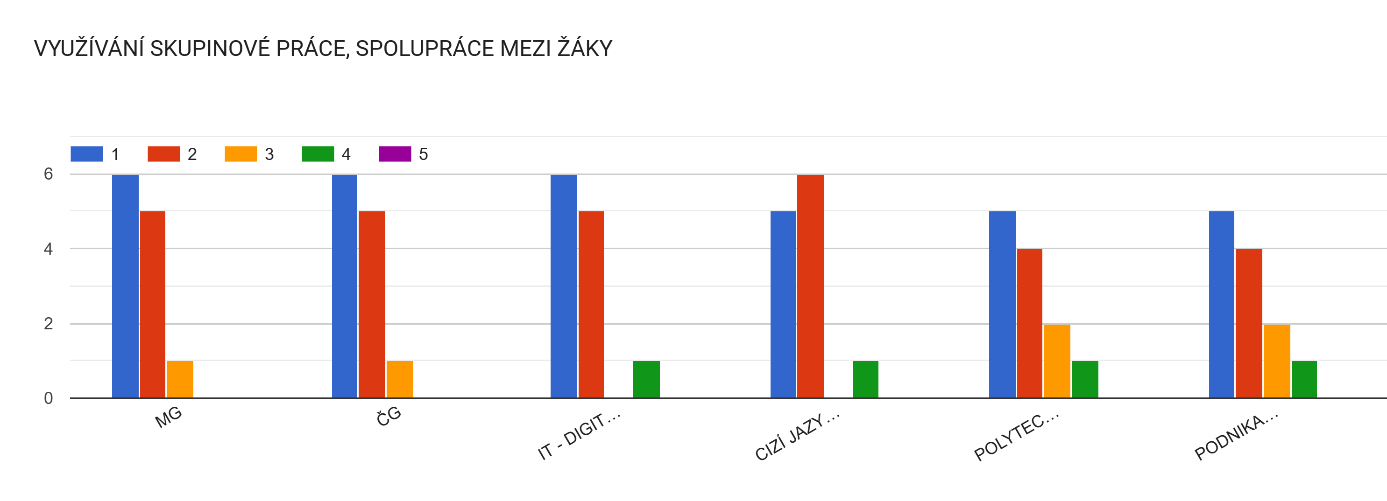 VYUŽÍVÁNÍ SKUPINOVÉ PRÁCE, SPOLUPRÁCE MEZI ŽÁKY
1 2 3 4 5
6
4
2
0
MG ČG IT - DIGIT… CIZÍ JAZY… POLYTEC… PODNIKA…